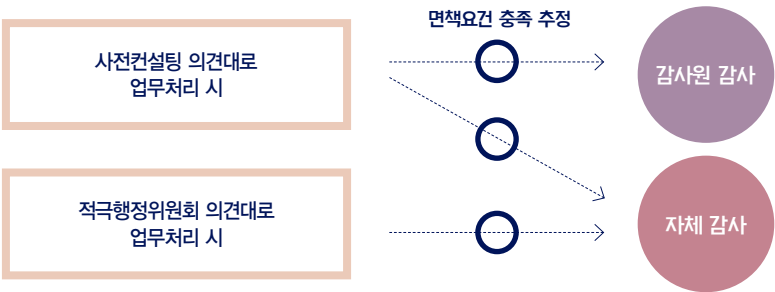 면책요건 충족 추정
사전컨설팅 의견대로
업무처리 시
감사원 감사
적극행정위원회 의견대로
업무처리 시
자체 감사